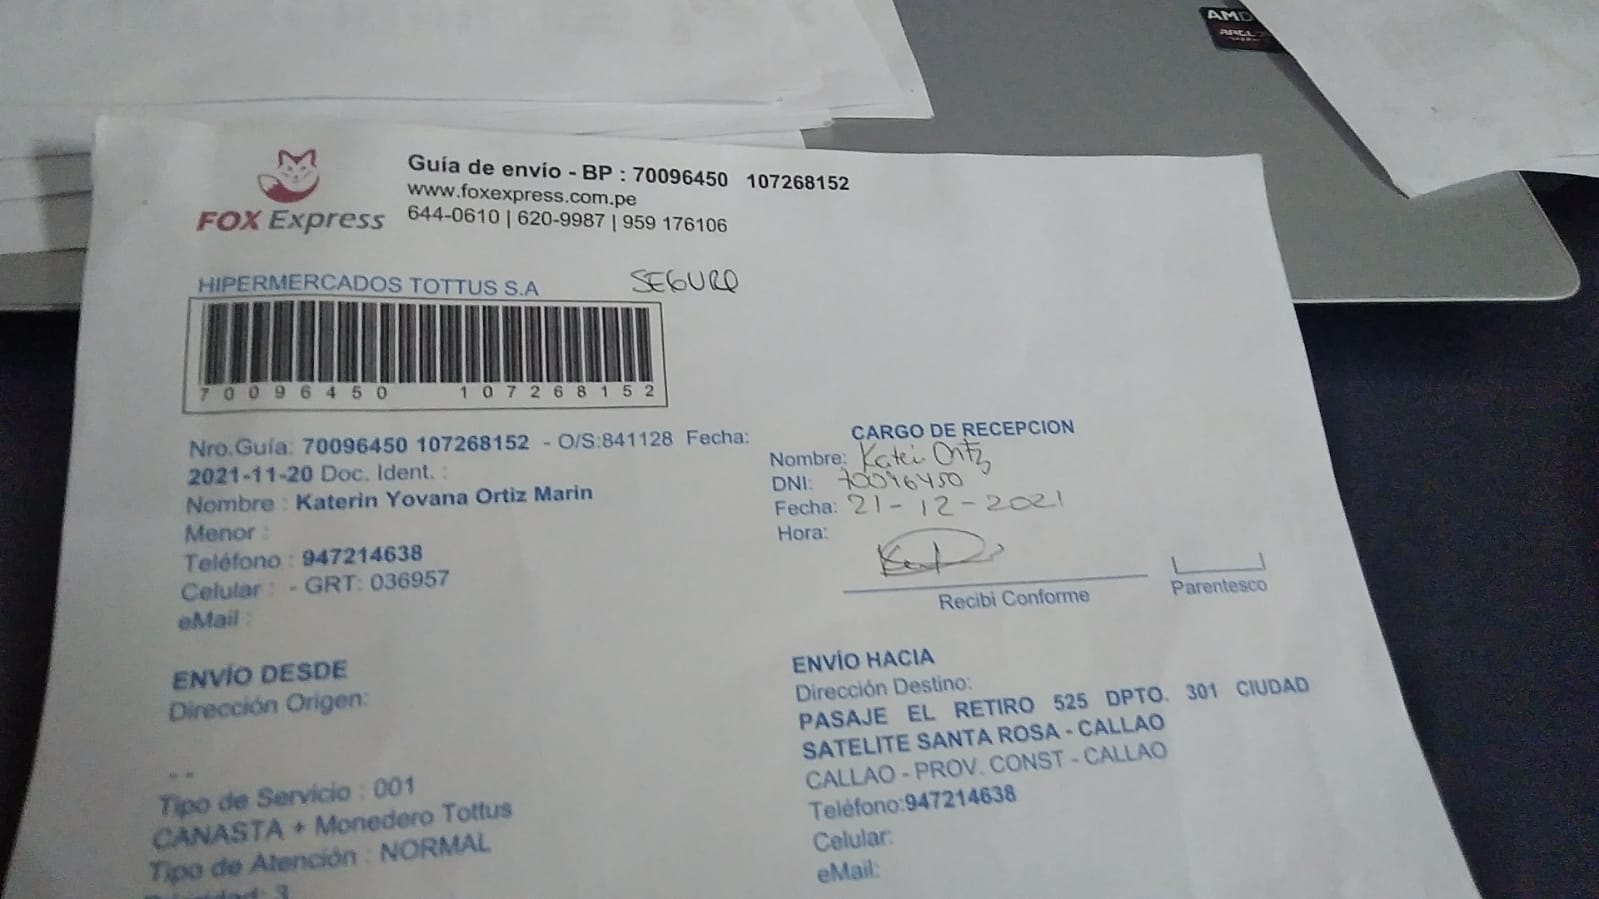 AMD
Guía de envío - BP : 70096450 107268152
www.foxexpress.com.pe
644-0610 | 620-9987 | 959 176106
FOX Express
HIPERMERCADOS TOTTUS S.A
SEGURO
70096450 107268152
Nro.Guía: 70096450 107268152 - O/S:841128 Fecha:
2021-11-20 Doc. Ident. :
Nombre : Katerin Yovana Ortiz Marin
Menor :
Teléfono : 947214638
Celular : - GRT: 036957
eMail :
CARGO DE RECEPCION
Nombre: Ortiz
DNI: 70096450
Fecha: 21-12-2021
Hora:
Recibi Conforme
Parentesco
ENVÍO DESDE
Dirección Origen:
- -
Tipo de Servicio : 001
CANASTA + Monedero Tottus
Tipo de Atención : NORMAL
ENVÍO HACIA
Dirección Destino:
PASAJE EL RETIRO 525 DPTO. 301 CIUDAD
SATELITE SANTA ROSA - CALLAO
CALLAO - PROV. CONST - CALLAO
Teléfono:947214638
Celular:
eMail: